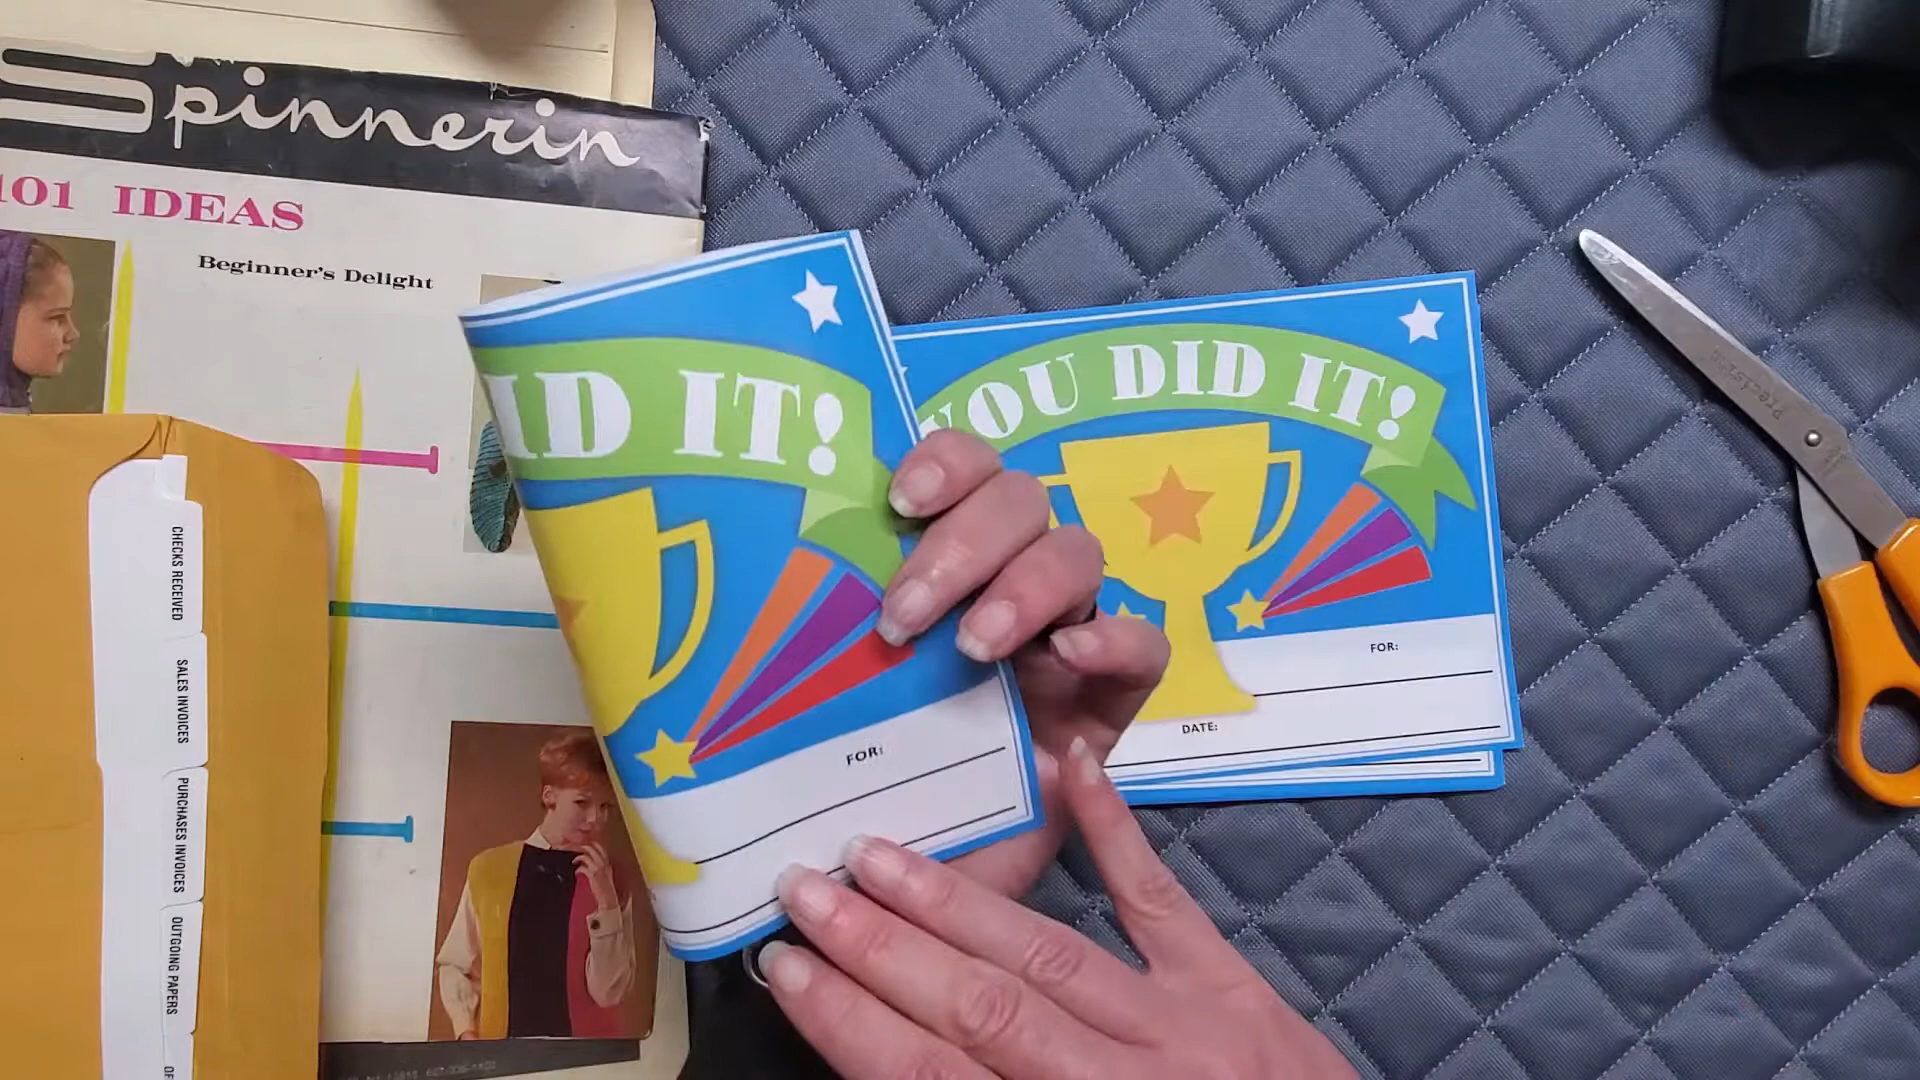 Spinnerin
101 IDEAS
Beginner's Delight
CHECKS RECEIVED
SALES INVOICES
PURCHASES INVOICES
OUTGOING PAPERS
ID IT!
FOR:
YOU DID IT!
FOR:
DATE:
Precision